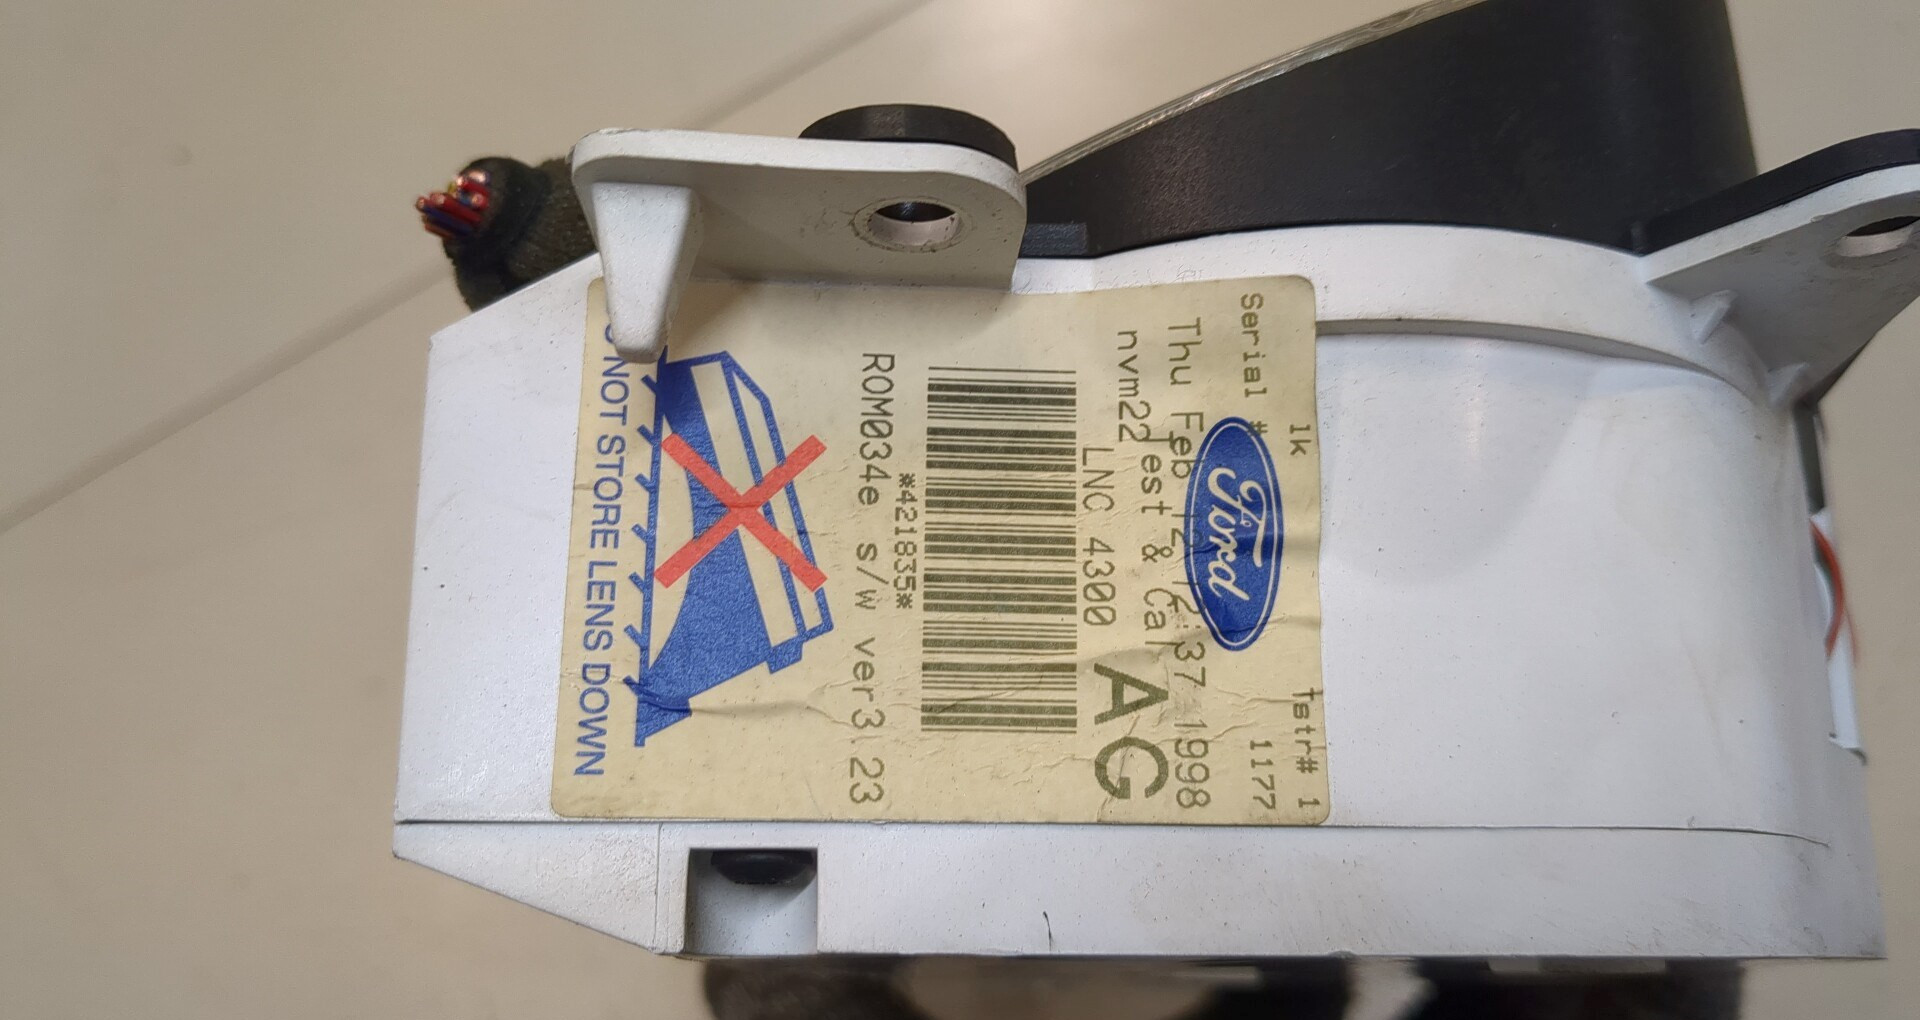 1k Tstr# 1
Serial # 1177
Ford
Thu Feb 12 12:37 1998
nvm22 Test & Cal
LNC 4300 AG
*421835*
ROM034e s/w ver3.23
NOT STORE LENS DOWN